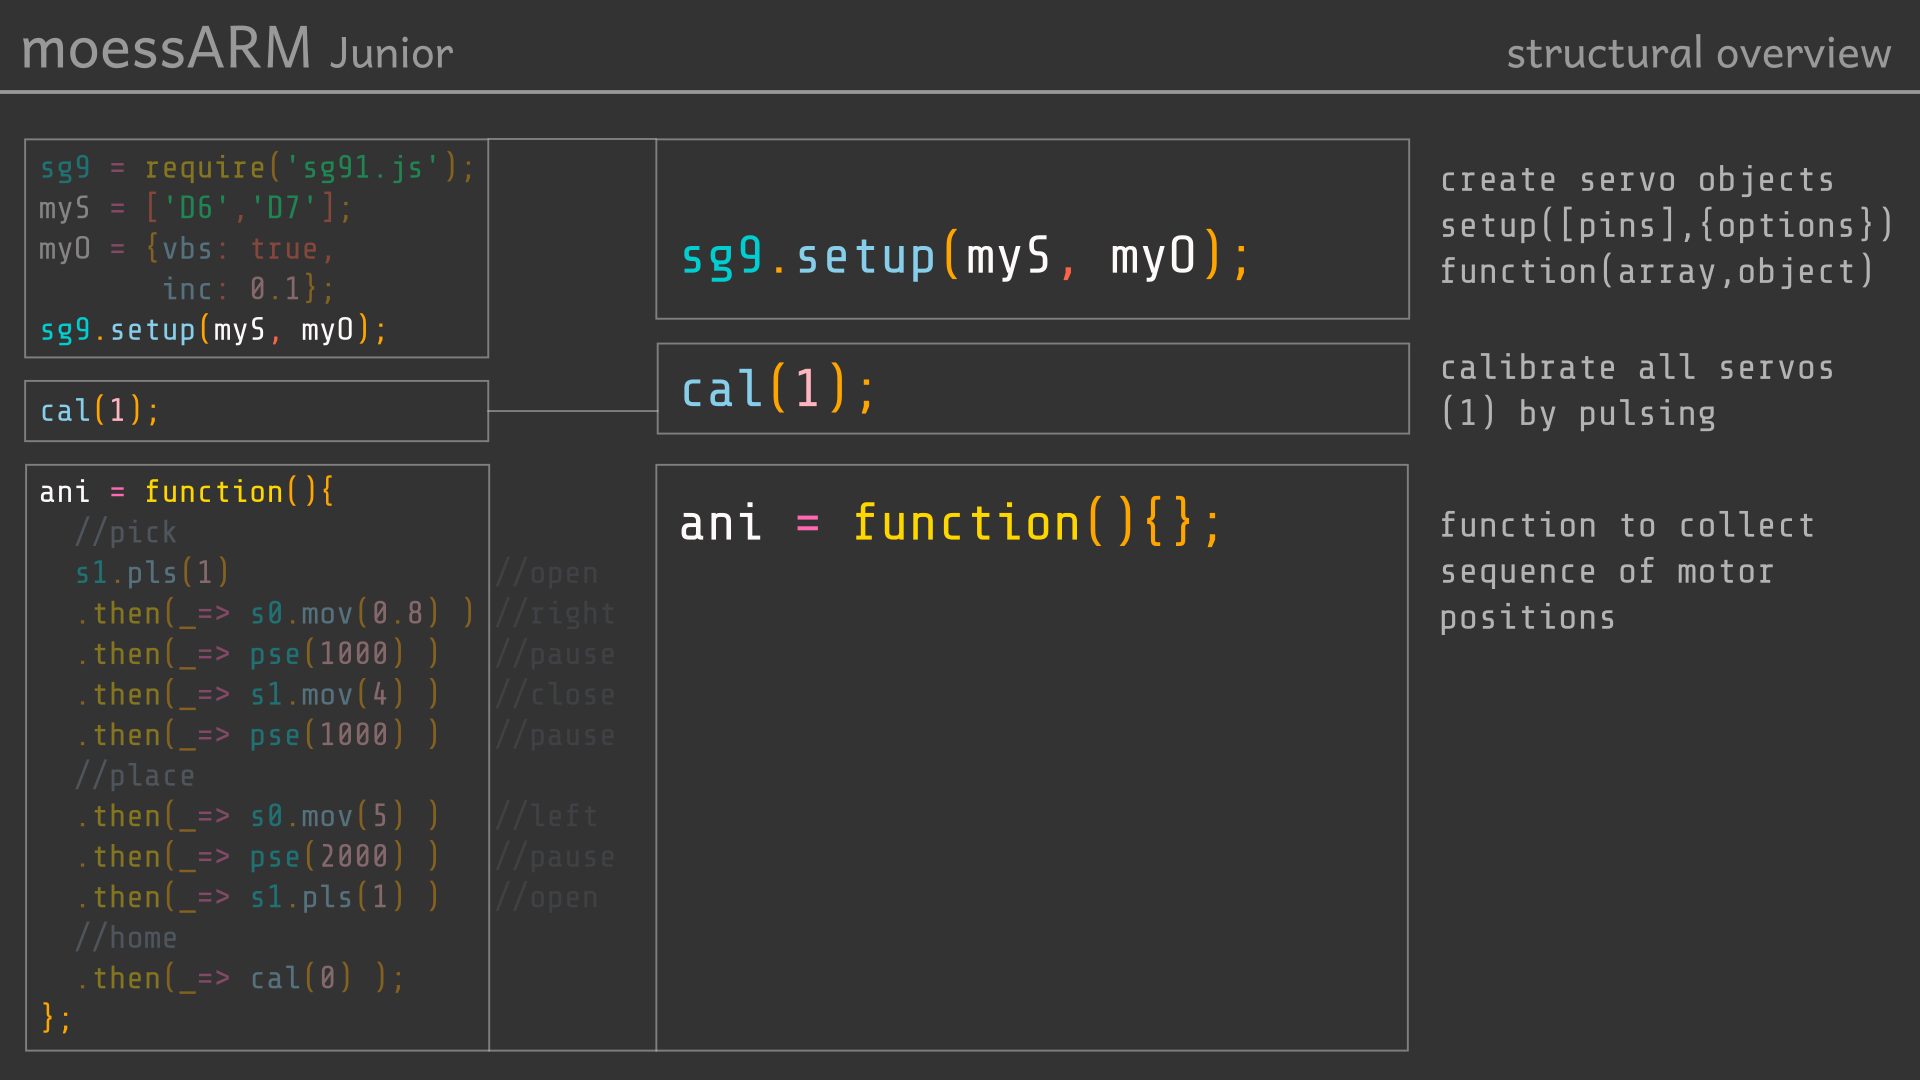 moessARM Junior
structural overview
sg9 = require('sg91.js');
myS = ['D6','D7'];
myO = {vbs: true,
inc: 0.1};
sg9.setup(myS, myO);
cal(1);
ani = function(){
//pick
s1.pls(1) //open
.then(_=> s0.mov(0.8) ) //right
.then(_=> pse(1000) ) //pause
.then(_=> s1.mov(4) ) //close
.then(_=> pse(1000) ) //pause
//place
.then(_=> s0.mov(5) ) //left
.then(_=> pse(2000) ) //pause
.then(_=> s1.pls(1) ) //open
//home
.then(_=> cal(0) );
};
sg9.setup(myS, myO);
cal(1);
ani = function(){};
create servo objects
setup([pins],{options})
function(array,object)
calibrate all servos
(1) by pulsing
function to collect
sequence of motor
positions